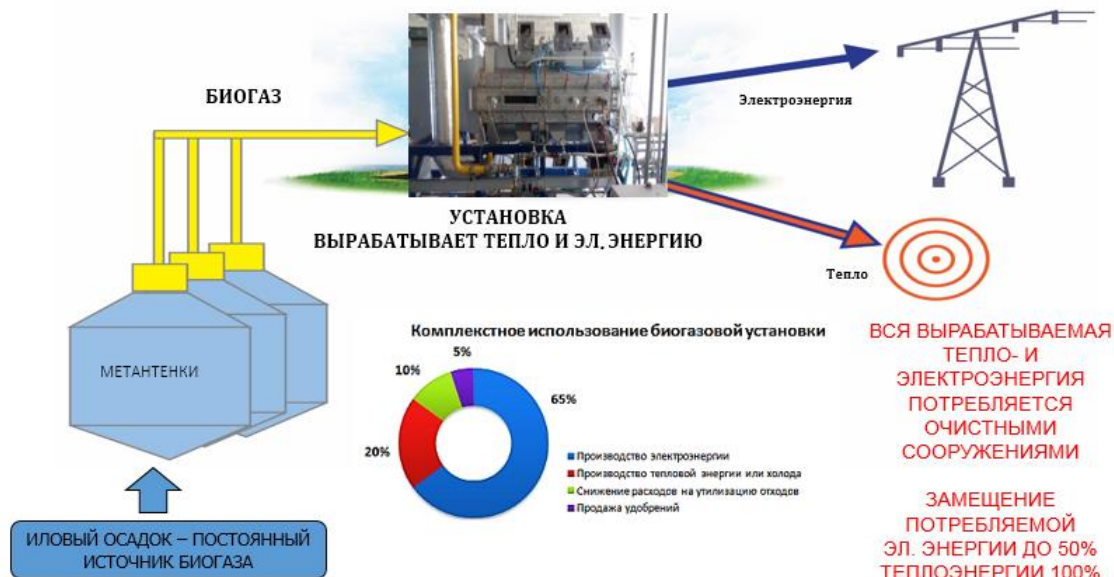 БИОГАЗ
Электроэнергия
УСТАНОВКА
ВЫРАБАТЫВАЕТ ТЕПЛО И ЭЛ. ЭНЕРГИЮ
Тепло
МЕТАНТЕНКИ
ИЛОВЫЙ ОСАДОК – ПОСТОЯННЫЙ
ИСТОЧНИК БИОГАЗА
Комплекстное использование биогазовой установки
5%
10%
65%
20%
Производство электроэнергии
Производство тепловой энергии или холода
Снижение расходов на утилизацию отходов
Продажа удобрений
ВСЯ ВЫРАБАТЫВАЕМАЯ
ТЕПЛО- И
ЭЛЕКТРОЭНЕРГИЯ
ПОТРЕБЛЯЕТСЯ
ОЧИСТНЫМИ
СООРУЖЕНИЯМИ
ЗАМЕЩЕНИЕ
ПОТРЕБЛЯЕМОЙ
ЭЛ. ЭНЕРГИИ ДО 50%
ТЕПЛОЭНЕРГИИ 100%